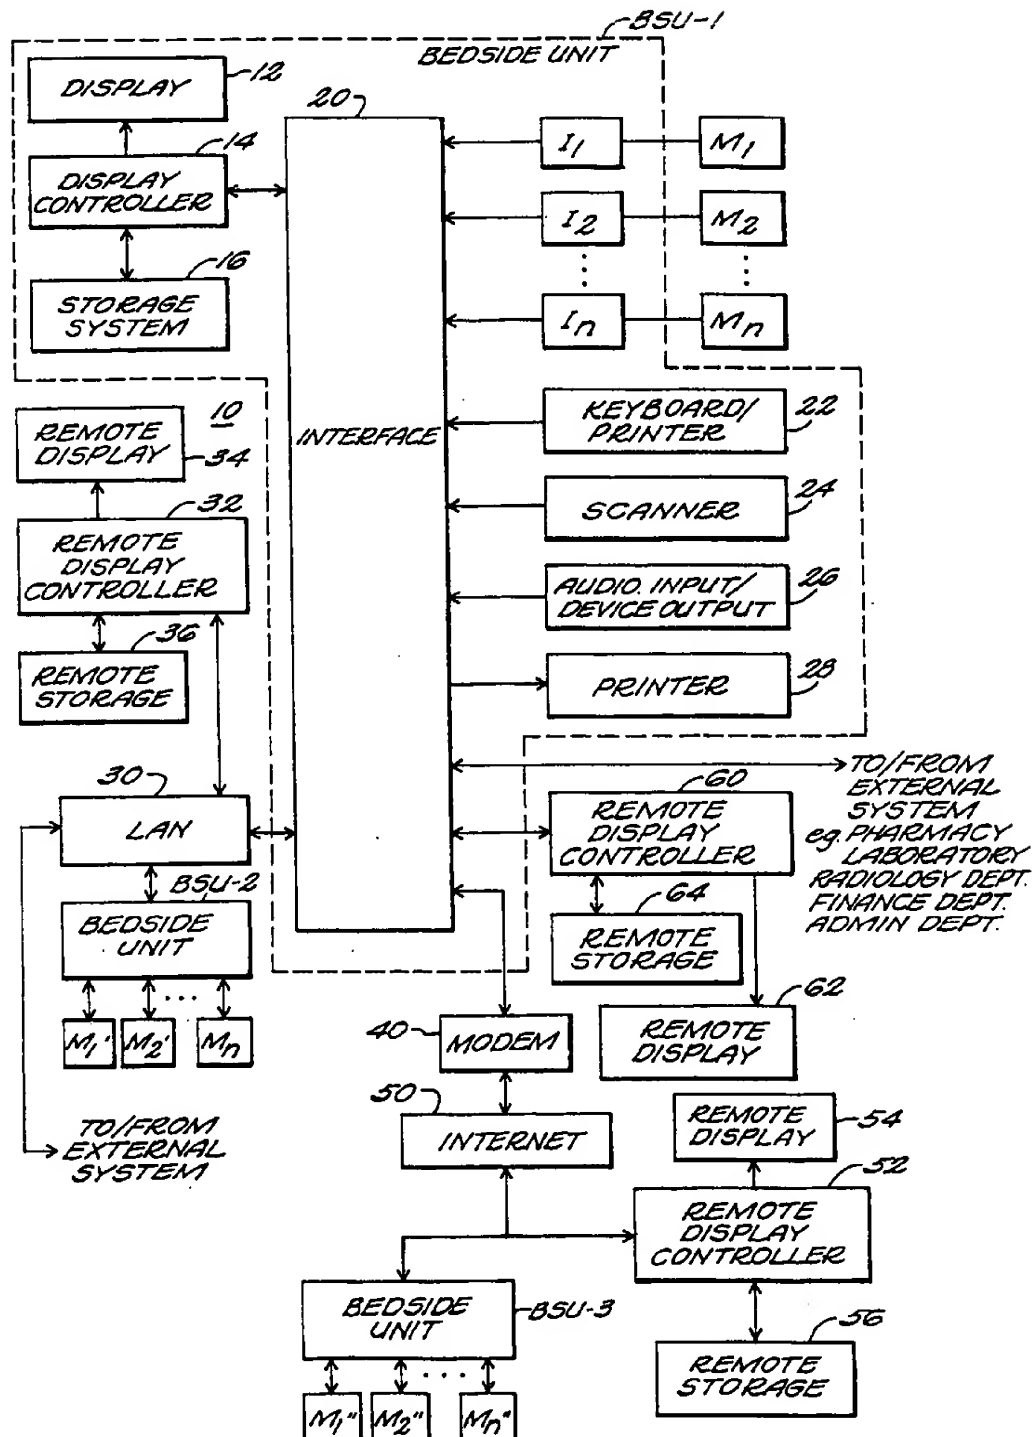 BSU-1
BEDSIDE UNIT
12
DISPLAY
14
DISPLAY
CONTROLLER
16
STORAGE
SYSTEM
20
INTERFACE
I1
M1
I2
M2
In
Mn
KEYBOARD/
PRINTER
22
SCANNER
24
AUDIO INPUT/
DEVICE OUTPUT
26
PRINTER
28
10
REMOTE
DISPLAY
34
32
REMOTE
DISPLAY
CONTROLLER
36
REMOTE
STORAGE
30
LAN
BSU-2
BEDSIDE
UNIT
M1'
M2'
Mn
TO/FROM
EXTERNAL
SYSTEM
TO/FROM
EXTERNAL
SYSTEM
eg. PHARMACY
LABORATORY
RADIOLOGY DEPT.
FINANCE DEPT.
ADMIN DEPT.
60
REMOTE
DISPLAY
CONTROLLER
64
REMOTE
STORAGE
62
REMOTE
DISPLAY
40
MODEM
50
INTERNET
REMOTE
DISPLAY
54
52
REMOTE
DISPLAY
CONTROLLER
56
REMOTE
STORAGE
BEDSIDE
UNIT
BSU-3
M1"
M2"
Mn"